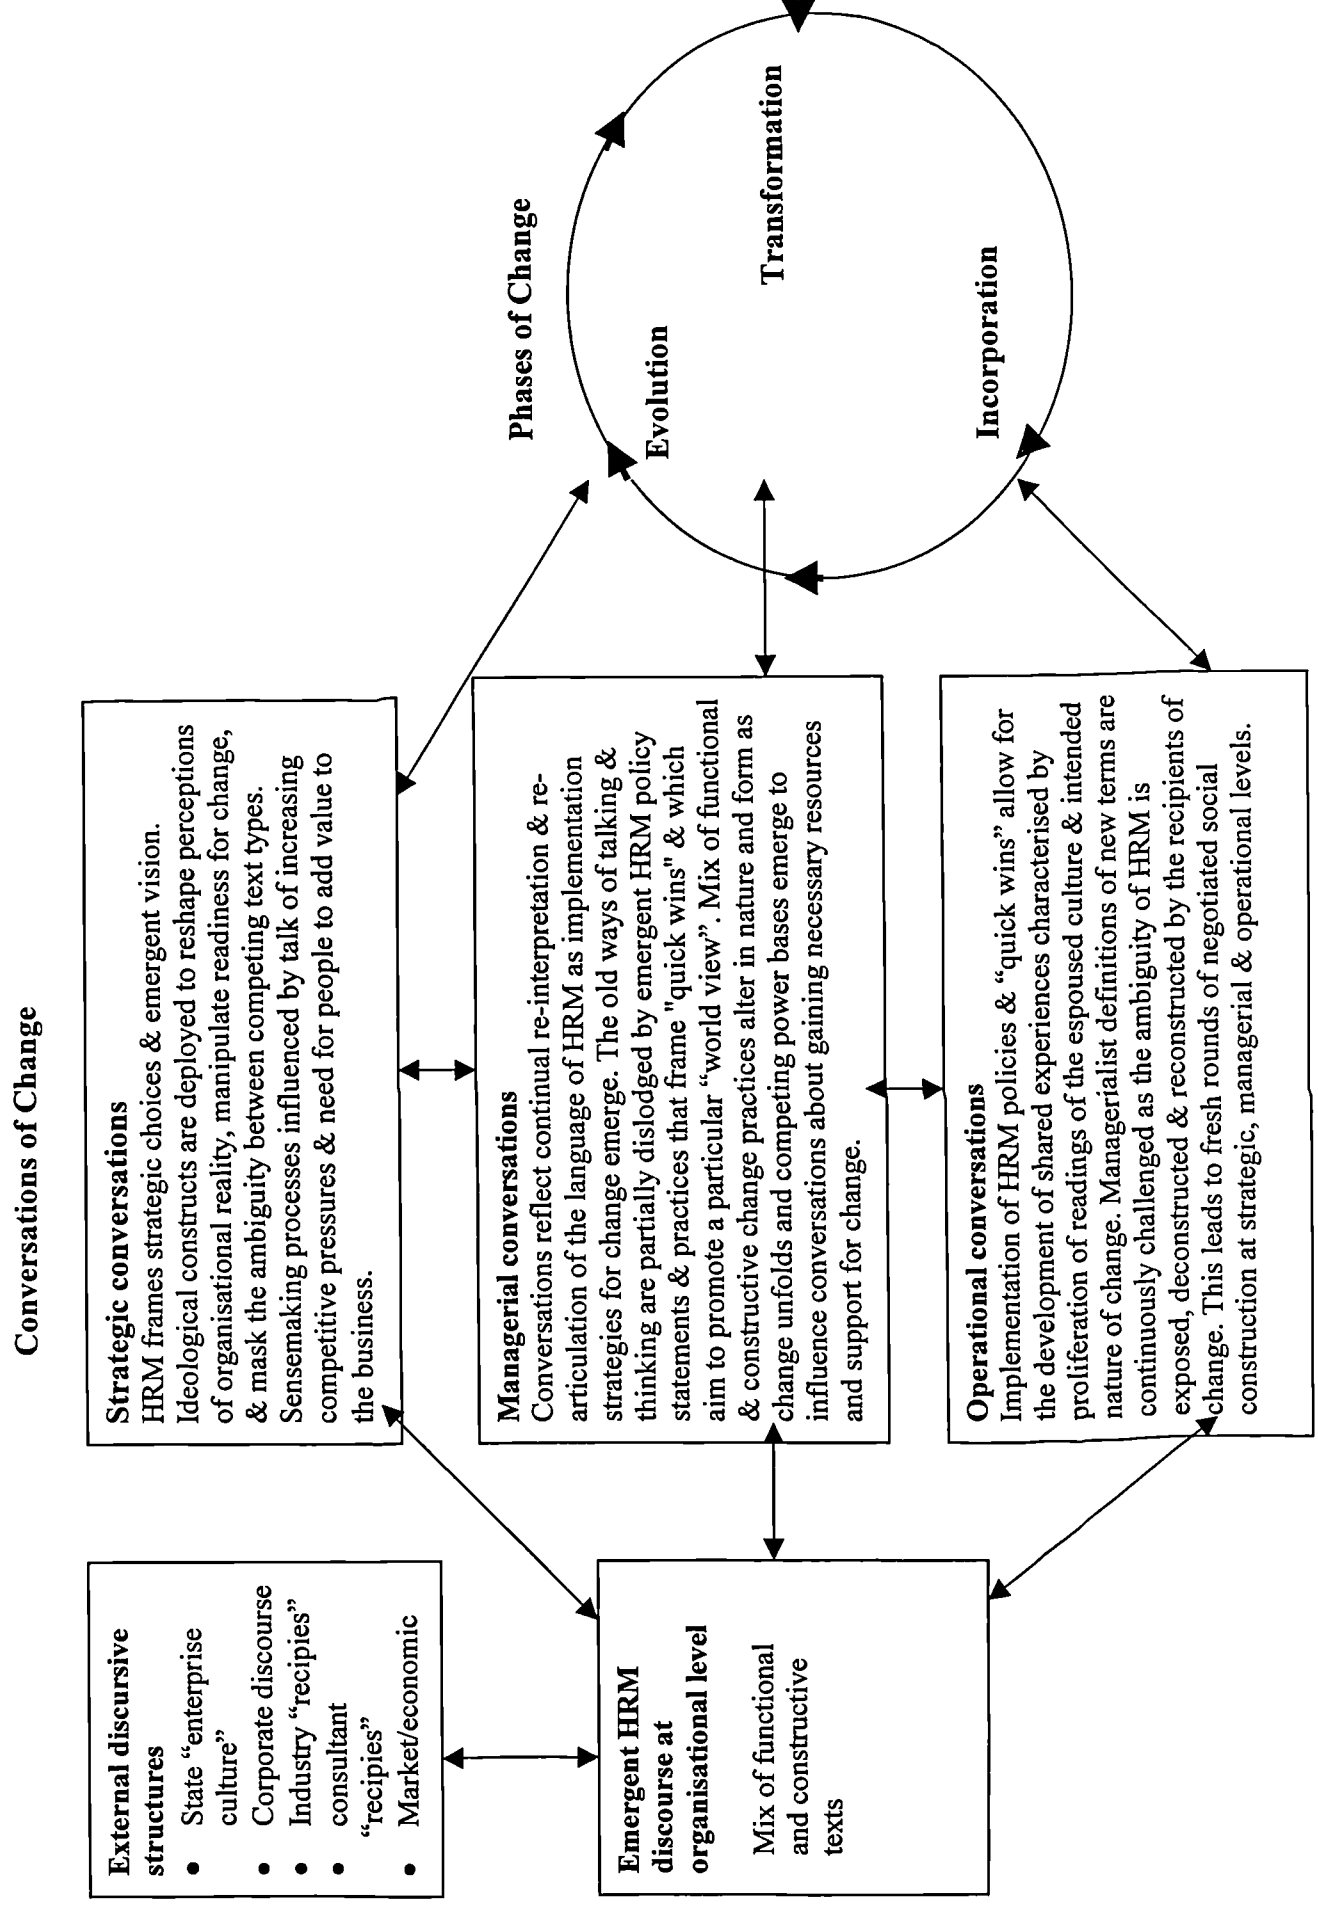 Conversations of Change
External discursive
structures
• State “enterprise
culture”
• Corporate discourse
• Industry “recipies”
• consultant
“recipies”
• Market/economic
Emergent HRM
discourse at
organisational level
Mix of functional
and constructive
texts
Strategic conversations
HRM frames strategic choices & emergent vision.
Ideological constructs are deployed to reshape perceptions
of organisational reality, manipulate readiness for change,
& mask the ambiguity between competing text types.
Sensemaking processes influenced by talk of increasing
competitive pressures & need for people to add value to
the business.
Managerial conversations
Conversations reflect continual re-interpretation & re-
articulation of the language of HRM as implementation
strategies for change emerge. The old ways of talking &
thinking are partially dislodged by emergent HRM policy
statements & practices that frame "quick wins" & which
aim to promote a particular “world view”. Mix of functional
& constructive change practices alter in nature and form as
change unfolds and competing power bases emerge to
influence conversations about gaining necessary resources
and support for change.
Operational conversations
Implementation of HRM policies & “quick wins” allow for
the development of shared experiences characterised by
proliferation of readings of the espoused culture & intended
nature of change. Managerialist definitions of new terms are
continuously challenged as the ambiguity of HRM is
exposed, deconstructed & reconstructed by the recipients of
change. This leads to fresh rounds of negotiated social
construction at strategic, managerial & operational levels.
Phases of Change
Evolution
Transformation
Incorporation